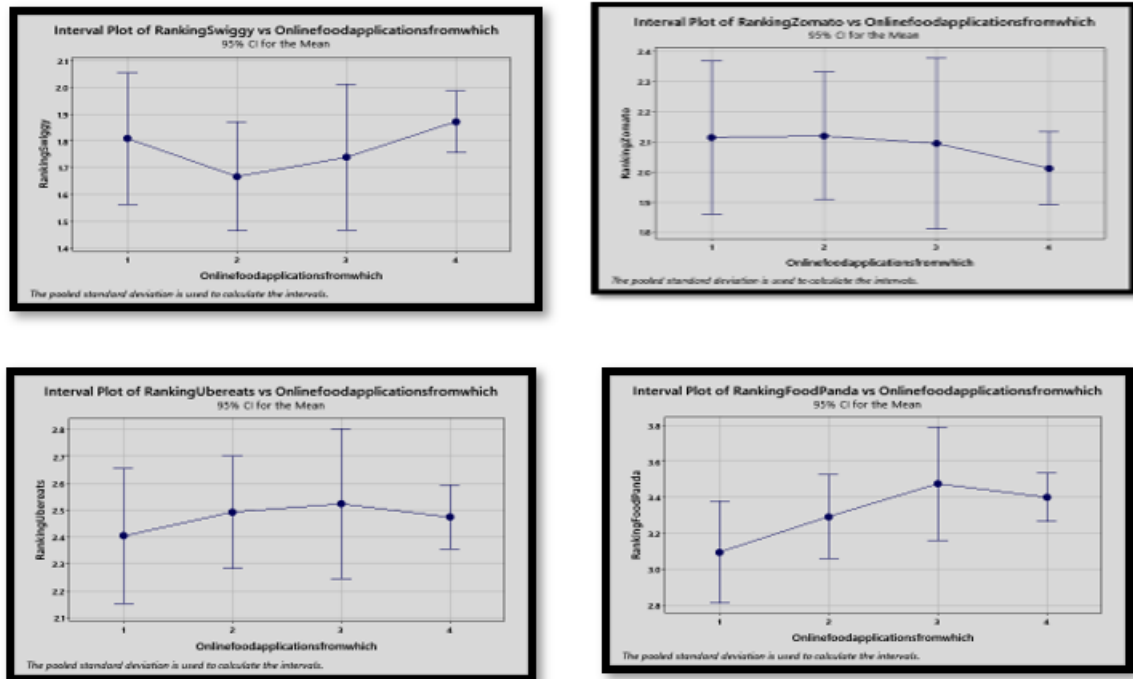 Interval Plot of RankingSwiggy vs Onlinefoodapplicationsfromwhich
95% CI for the Mean
2.1
2.0
1.9
1.8
1.7
1.6
1.5
1.4
RankingSwiggy
1 2 3 4
Onlinefoodapplicationsfromwhich
The pooled standard deviation is used to calculate the intervals.
Interval Plot of RankingZomato vs Onlinefoodapplicationsfromwhich
95% CI for the Mean
2.4
2.3
2.2
2.1
2.0
1.9
1.8
RankingZomato
1 2 3 4
Onlinefoodapplicationsfromwhich
The pooled standard deviation is used to calculate the intervals.
Interval Plot of RankingUbereats vs Onlinefoodapplicationsfromwhich
95% CI for the Mean
2.8
2.7
2.6
2.5
2.4
2.3
2.2
2.1
RankingUbereats
1 2 3 4
Onlinefoodapplicationsfromwhich
The pooled standard deviation is used to calculate the intervals.
Interval Plot of RankingFoodPanda vs Onlinefoodapplicationsfromwhich
95% CI for the Mean
3.8
3.6
3.4
3.2
3.0
2.8
RankingFoodPanda
1 2 3 4
Onlinefoodapplicationsfromwhich
The pooled standard deviation is used to calculate the intervals.